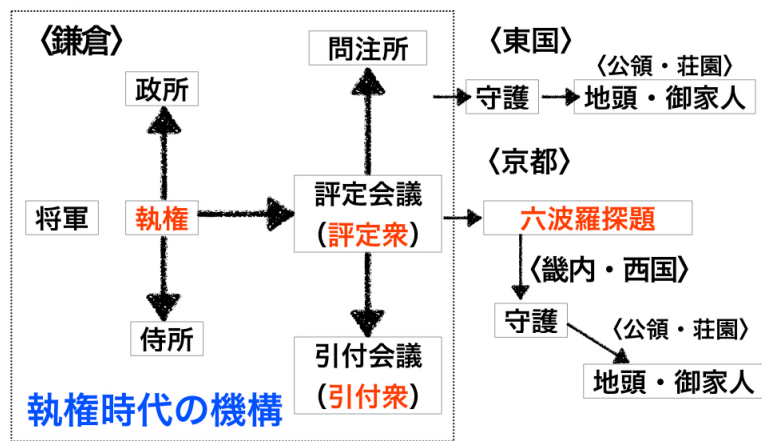 〈鎌倉〉
問注所
政所
将軍
執権
評定会議
（評定衆）
侍所
引付会議
（引付衆）
執権時代の機構
〈東国〉
守護
〈公領・荘園〉
地頭・御家人
〈京都〉
六波羅探題
〈畿内・西国〉
守護
〈公領・荘園〉
地頭・御家人